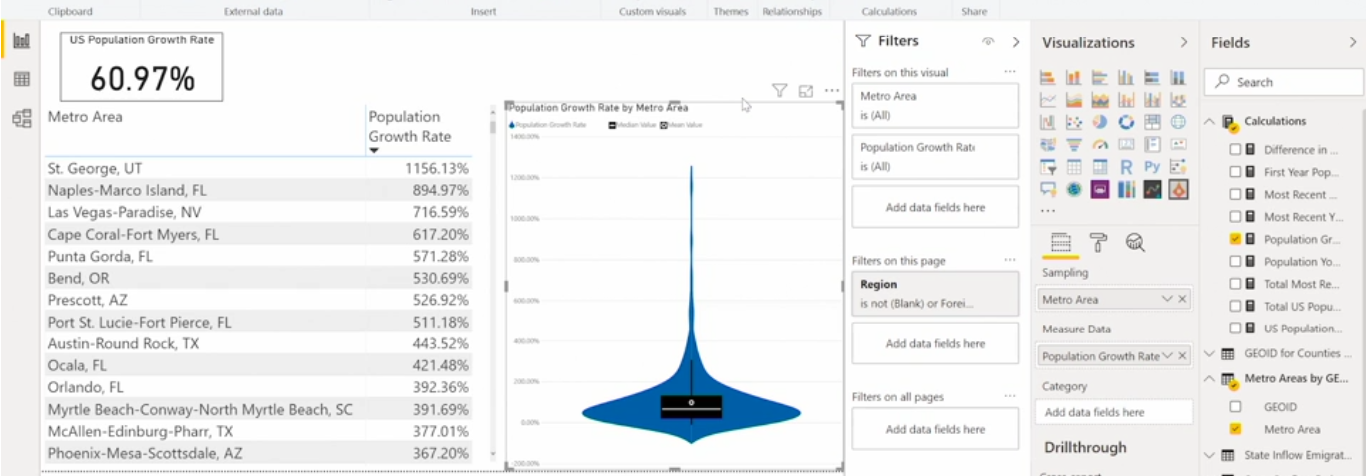 Clipboard External data Insert Custom visuals Themes Relationships Calculations Share
US Population Growth Rate
60.97%
Metro Area Population Growth Rate
St. George, UT 1156.13%
Naples-Marco Island, FL 894.97%
Las Vegas-Paradise, NV 716.59%
Cape Coral-Fort Myers, FL 617.20%
Punta Gorda, FL 571.28%
Bend, OR 530.69%
Prescott, AZ 526.92%
Port St. Lucie-Fort Pierce, FL 511.18%
Austin-Round Rock, TX 443.52%
Ocala, FL 421.48%
Orlando, FL 392.36%
Myrtle Beach-Conway-North Myrtle Beach, SC 391.69%
McAllen-Edinburg-Pharr, TX 377.01%
Phoenix-Mesa-Scottsdale, AZ 367.20%
Population Growth Rate by Metro Area
Population Growth Rate Median Value Mean Value
1400.00%
1200.00%
1000.00%
800.00%
600.00%
400.00%
200.00%
0.00%
-200.00%
Filters
Filters on this visual ...
Metro Area
is (All)
Population Growth Rate
is (All)
Add data fields here
Filters on this page ...
Region
is not (Blank) or Forei...
Add data fields here
Filters on all pages ...
Add data fields here
Visualizations
R Py
...
Sampling
Metro Area
Measure Data
Population Growth Rate
Category
Add data fields here
Drillthrough
Fields
Search
Calculations
Difference in ...
First Year Pop...
Most Recent ...
Most Recent Y...
Population Gr...
Population Yo...
Total Most Re...
Total US Popu...
US Population...
GEOID for Counties ...
Metro Areas by GE...
GEOID
Metro Area
State Inflow Emigrat...